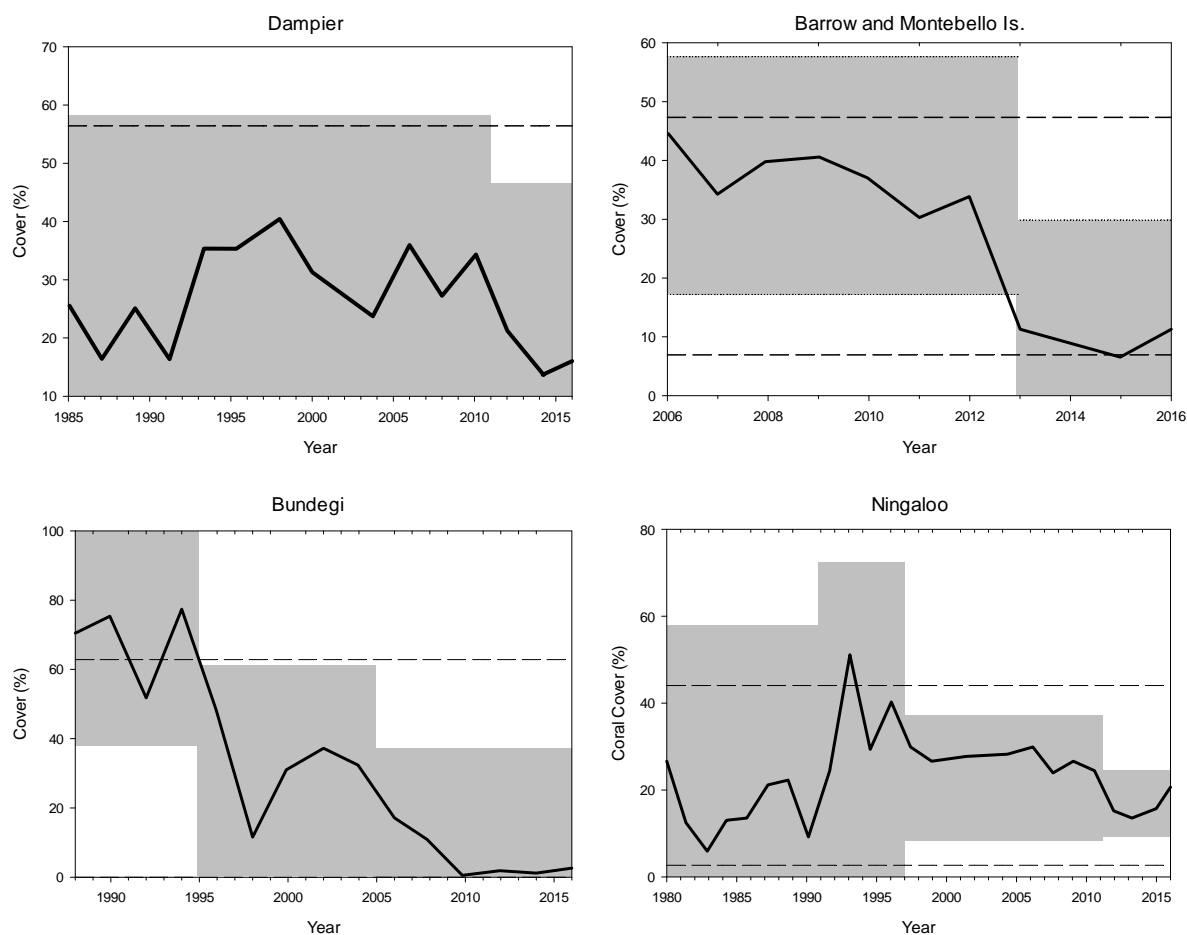 Dampier
70
60
50
40
30
20
10
Cover (%)
1985 1990 1995 2000 2005 2010 2015
Year
Barrow and Montebello Is.
60
50
40
30
20
10
0
Cover (%)
2006 2008 2010 2012 2014 2016
Year
Bundegi
100
80
60
40
20
0
Cover (%)
1990 1995 2000 2005 2010 2015
Year
Ningaloo
80
60
40
20
0
Coral Cover (%)
1980 1985 1990 1995 2000 2005 2010 2015
Year